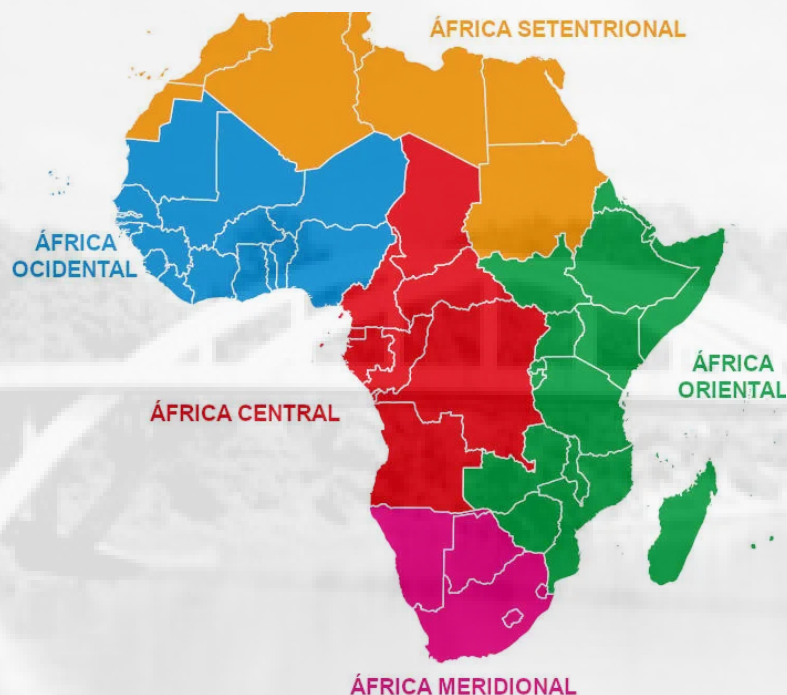 ÁFRICA SETENTRIONAL
ÁFRICA
OCIDENTAL
ÁFRICA
ORIENTAL
ÁFRICA CENTRAL
ÁFRICA MERIDIONAL